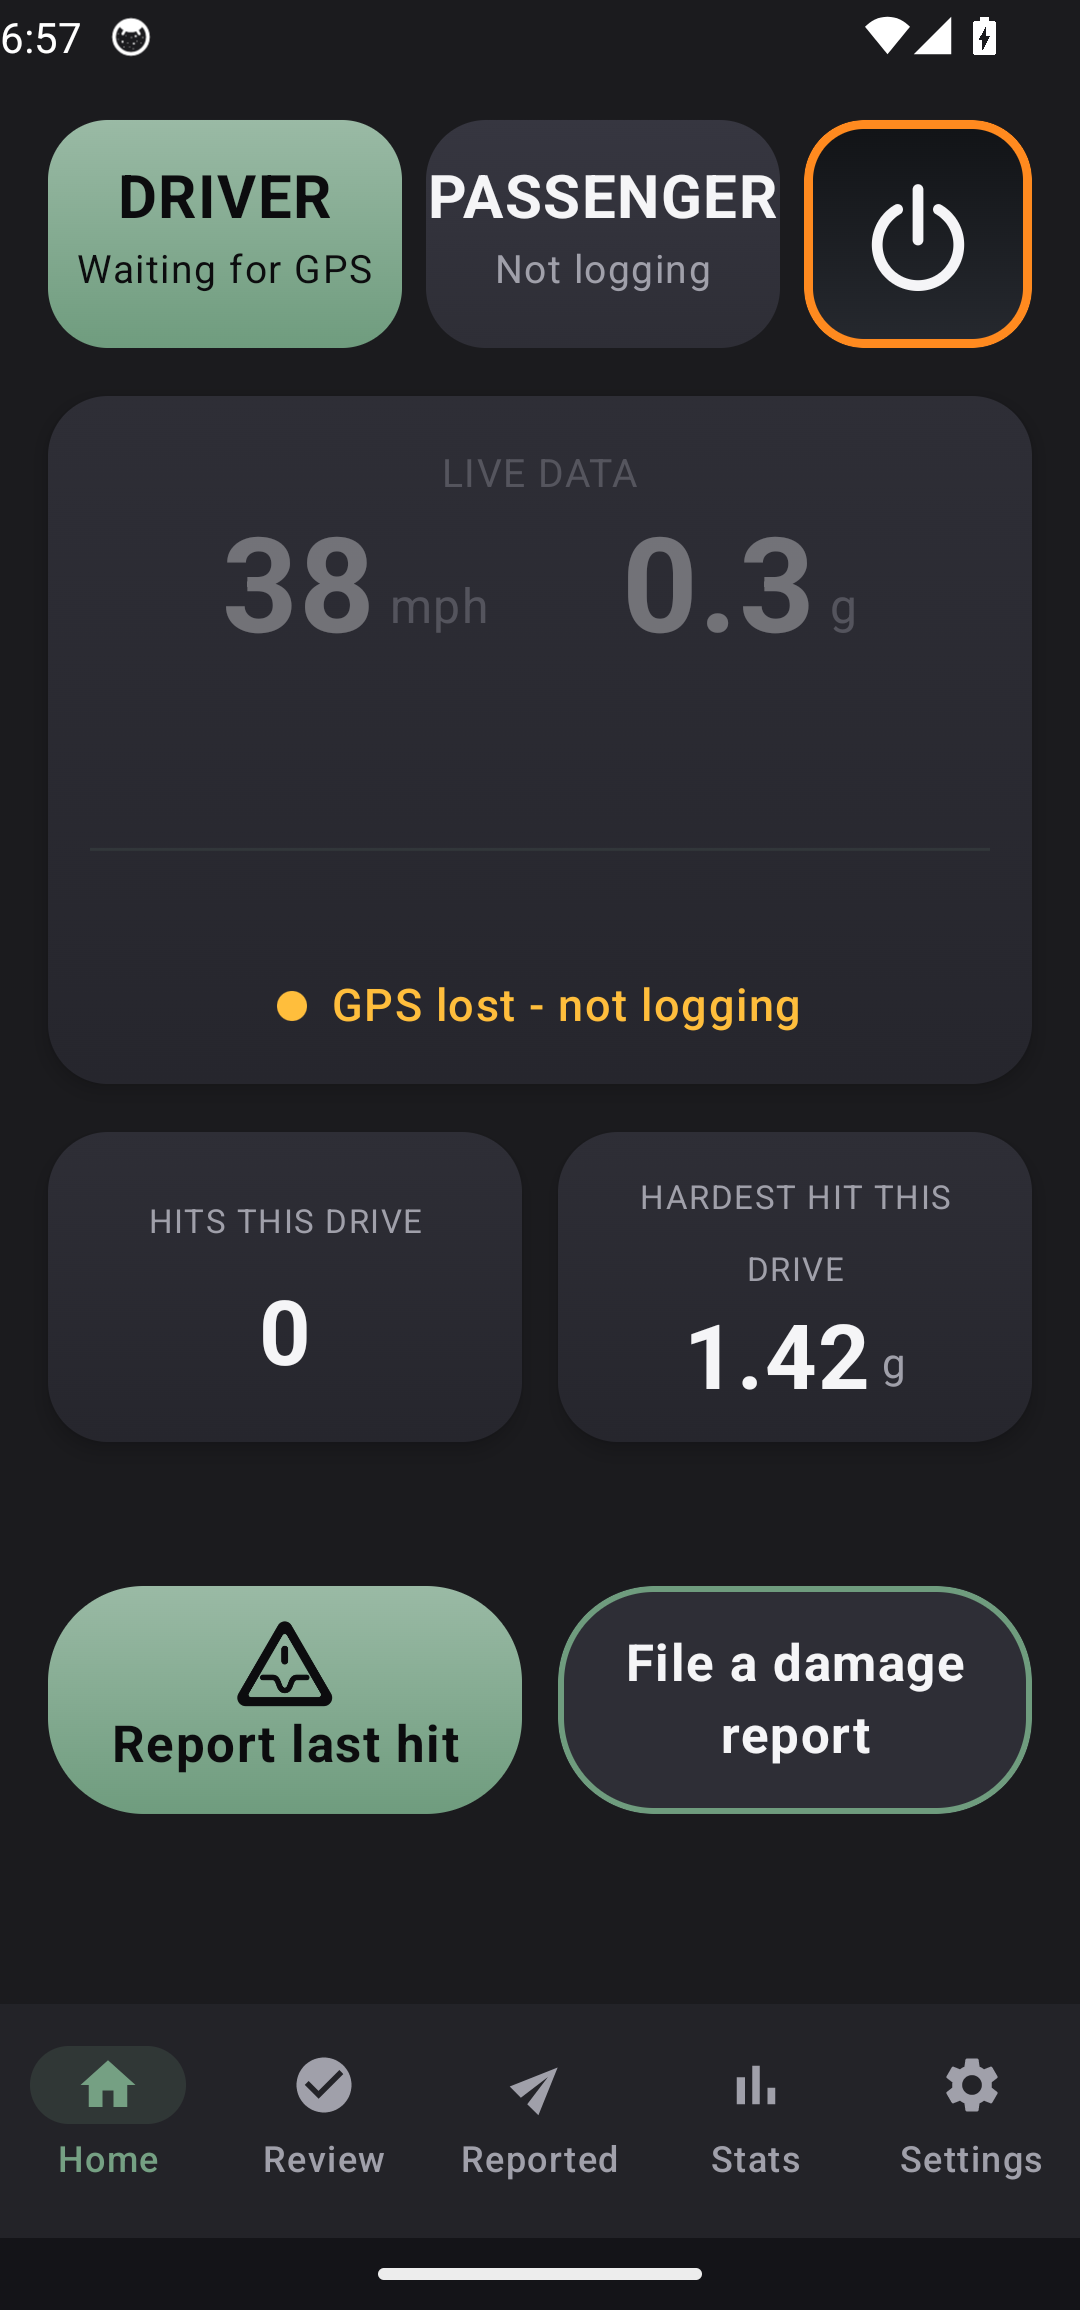 6:57
DRIVER
Waiting for GPS
PASSENGER
Not logging
LIVE DATA
38 mph
0.3 g
GPS lost - not logging
HITS THIS DRIVE
0
HARDEST HIT THIS
DRIVE
1.42 g
Report last hit
File a damage
report
Home
Review
Reported
Stats
Settings